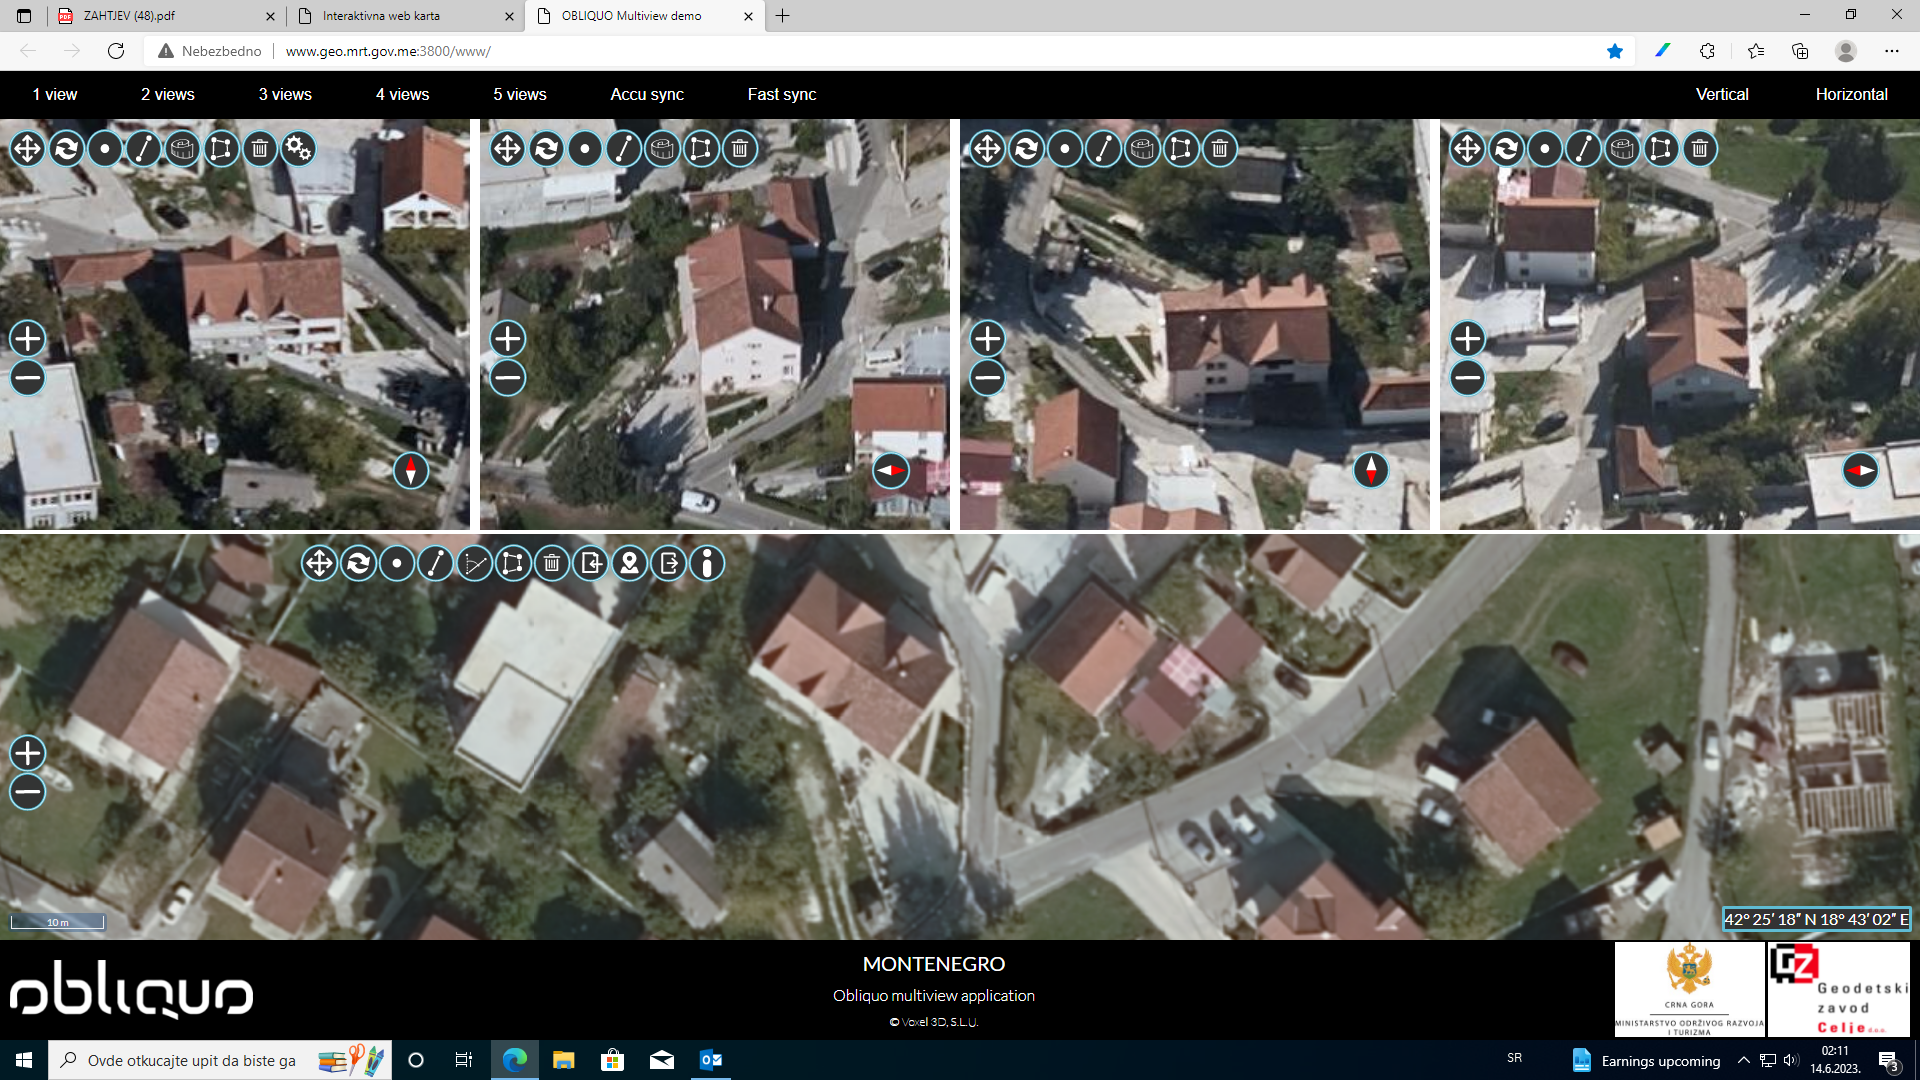 ZAHTJEV (48).pdf
Interaktivna web karta
OBLIQUO Multiview demo
Nebezbedno
www.geo.mrt.gov.me:3800/www/
1 view
2 views
3 views
4 views
5 views
Accu sync
Fast sync
Vertical
Horizontal
10 m
42° 25′ 18″ N 18° 43′ 02″ E
obliquo
MONTENEGRO
Obliquo multiview application
© Voxel 3D, S.L.U.
CRNA GORA
MINISTARSTVO ODRŽIVOG RAZVOJA
I TURIZMA
GZ
Geodetski
zavod
Celje d.o.o.
Ovde otkucajte upit da biste ga
SR
Earnings upcoming
02:11
14.6.2023.
3